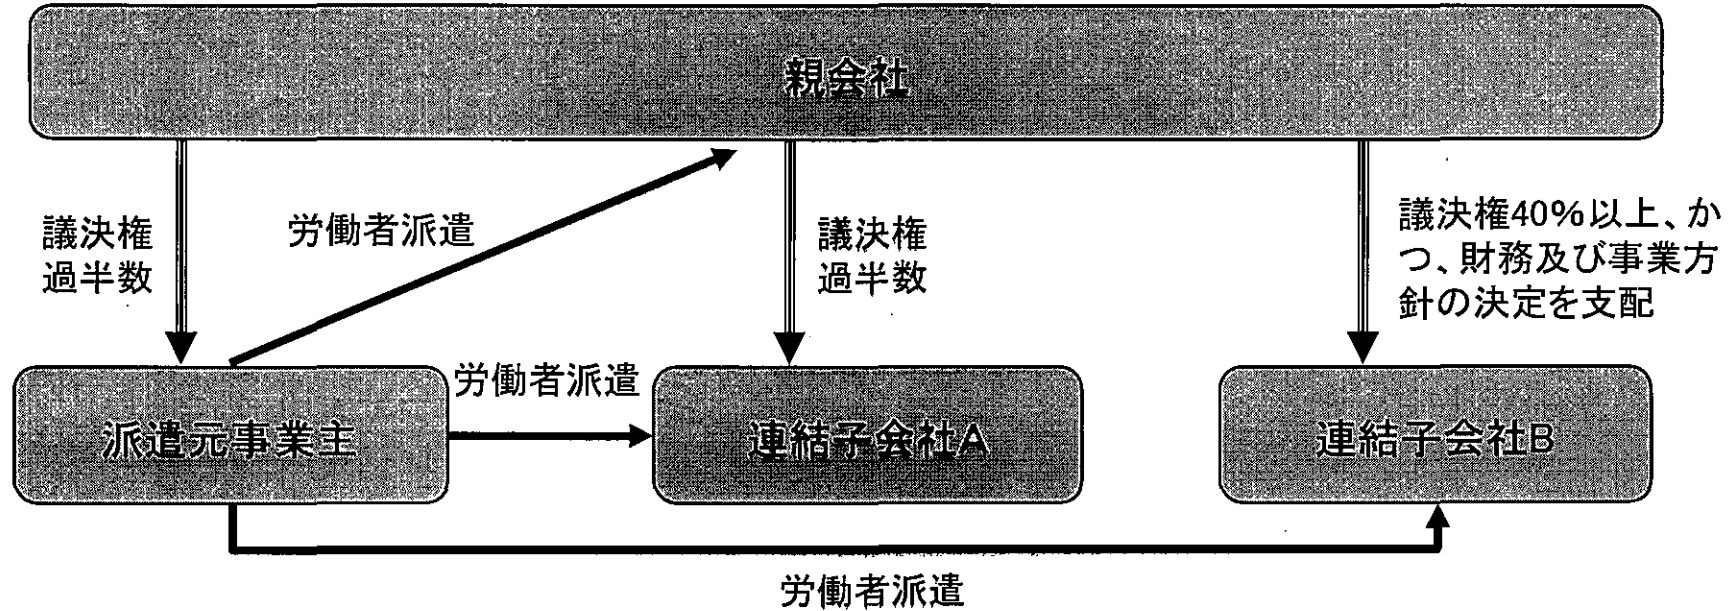 親会社
議決権
過半数
労働者派遣
議決権
過半数
議決権40%以上、か
つ、財務及び事業方
針の決定を支配
労働者派遣
派遣元事業主
連結子会社A
連結子会社B
労働者派遣